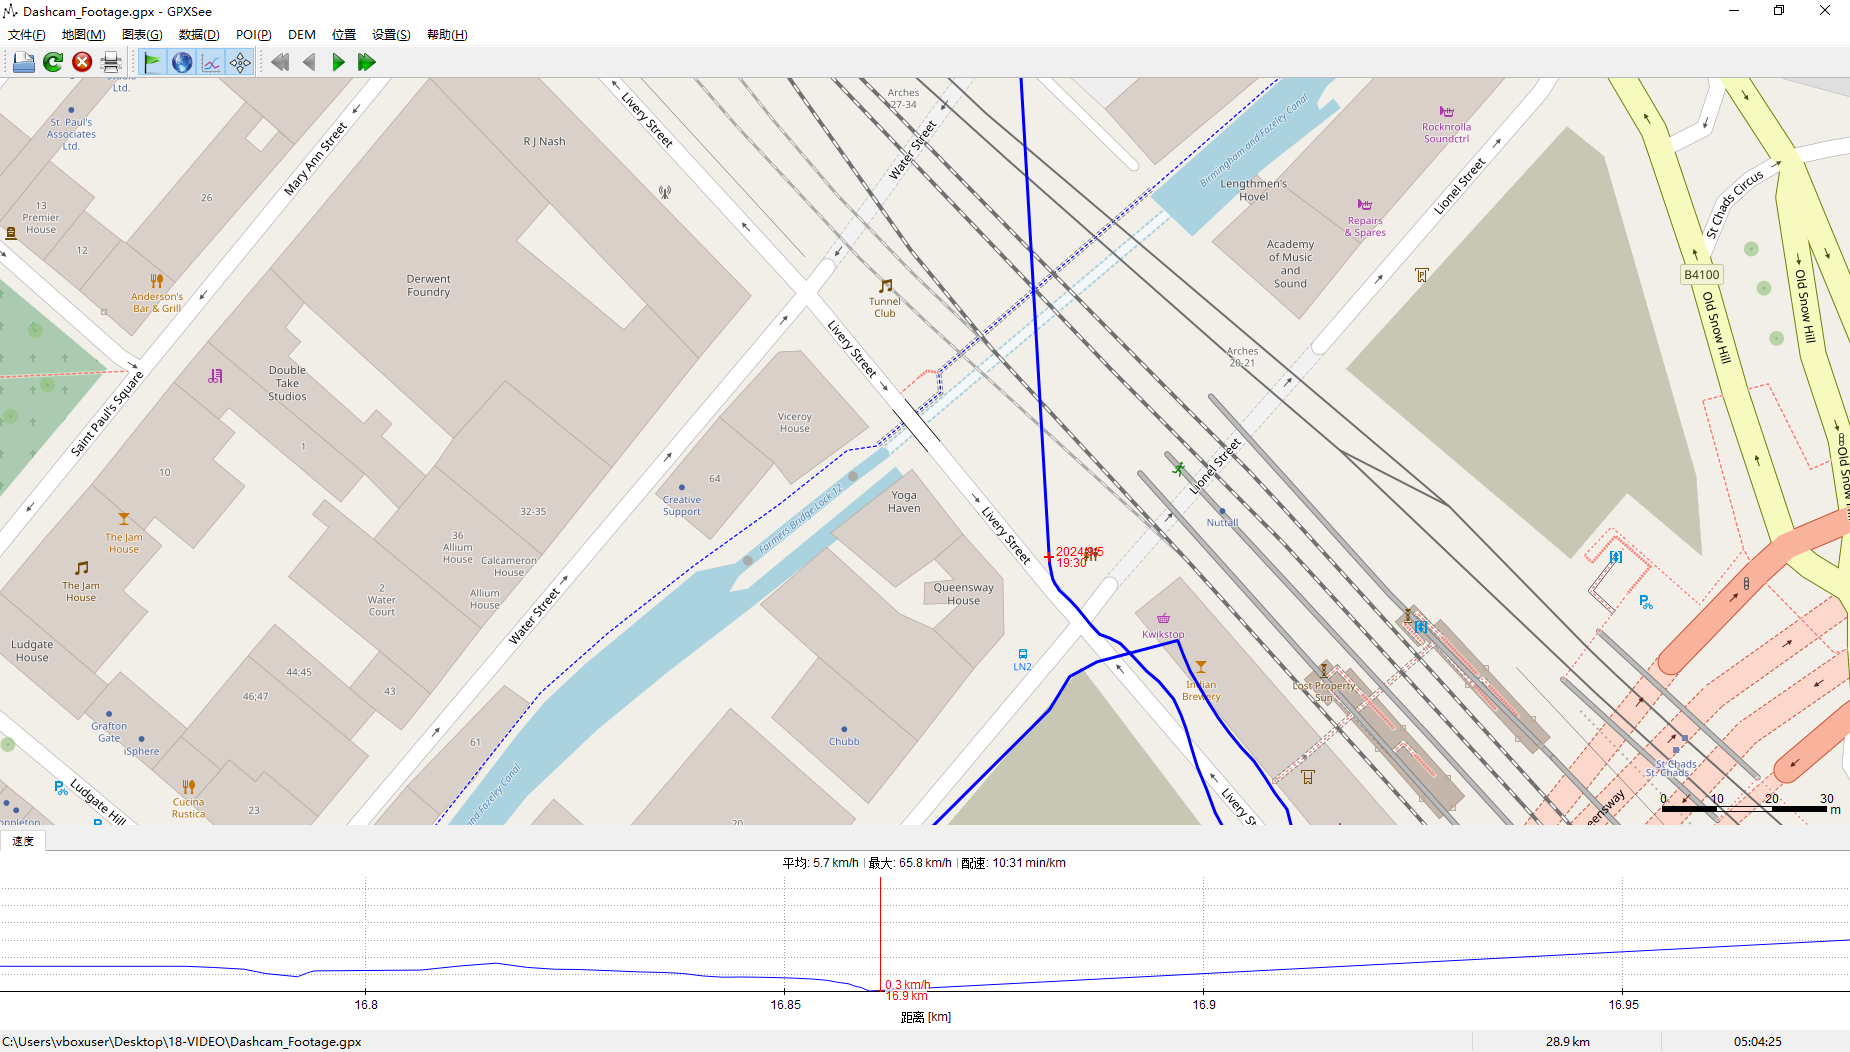 Dashcam_Footage.gpx - GPXSee
文件(F) 地图(M) 图表(G) 数据(D) POI(P) DEM 位置 设置(S) 帮助(H)
Ltd.
St. Paul's
Associates
Ltd.
Mary Ann Street
R J Nash
Livery Street
Arches
27-34
Water Street
Birmingham and Fazeley Canal
Rocknrolla
Soundctrl
Lengthmen's
Hovel
Lionel Street
St Chads Circus
13
Premier
House
26
12
Repairs
& Spares
Academy
of Music
and
Sound
B4100
Old Snow Hill
Old Snow Hill
Anderson's
Bar & Grill
Derwent
Foundry
Tunnel
Club
Livery Street
Arches
20-21
Saint Paul's Square
Double
Take
Studios
Viceroy
House
1
10
64
Creative
Support
Farmers Bridge Lock 12
Yoga
Haven
Lionel Street
Nuttall
Livery Street
The Jam
House
32-35
36
Allium
House
Calcameron
House
The Jam
House
2
Water
Court
Allium
House
Water Street
Queensway
House
2024/9/5
19:30
Kwikstop
Ludgate
House
LN2
44;45
46;47
43
Indian
Brewery
Lost Property
Sun
Grafton
Gate
iSphere
61
Chubb
St Chads
St. Chads
Ludgate Hill
Cucina
Rustica
23
20
and Fazeley Canal
Livery St
eensway
0 10 20 30
m
速度
平均: 5.7 km/h | 最大: 65.8 km/h | 配速: 10:31 min/km
0.3 km/h
16.9 km
16.8 16.85 16.9 16.95
距离 [km]
C:\Users\vboxuser\Desktop\18-VIDEO\Dashcam_Footage.gpx 28.9 km 05:04:25